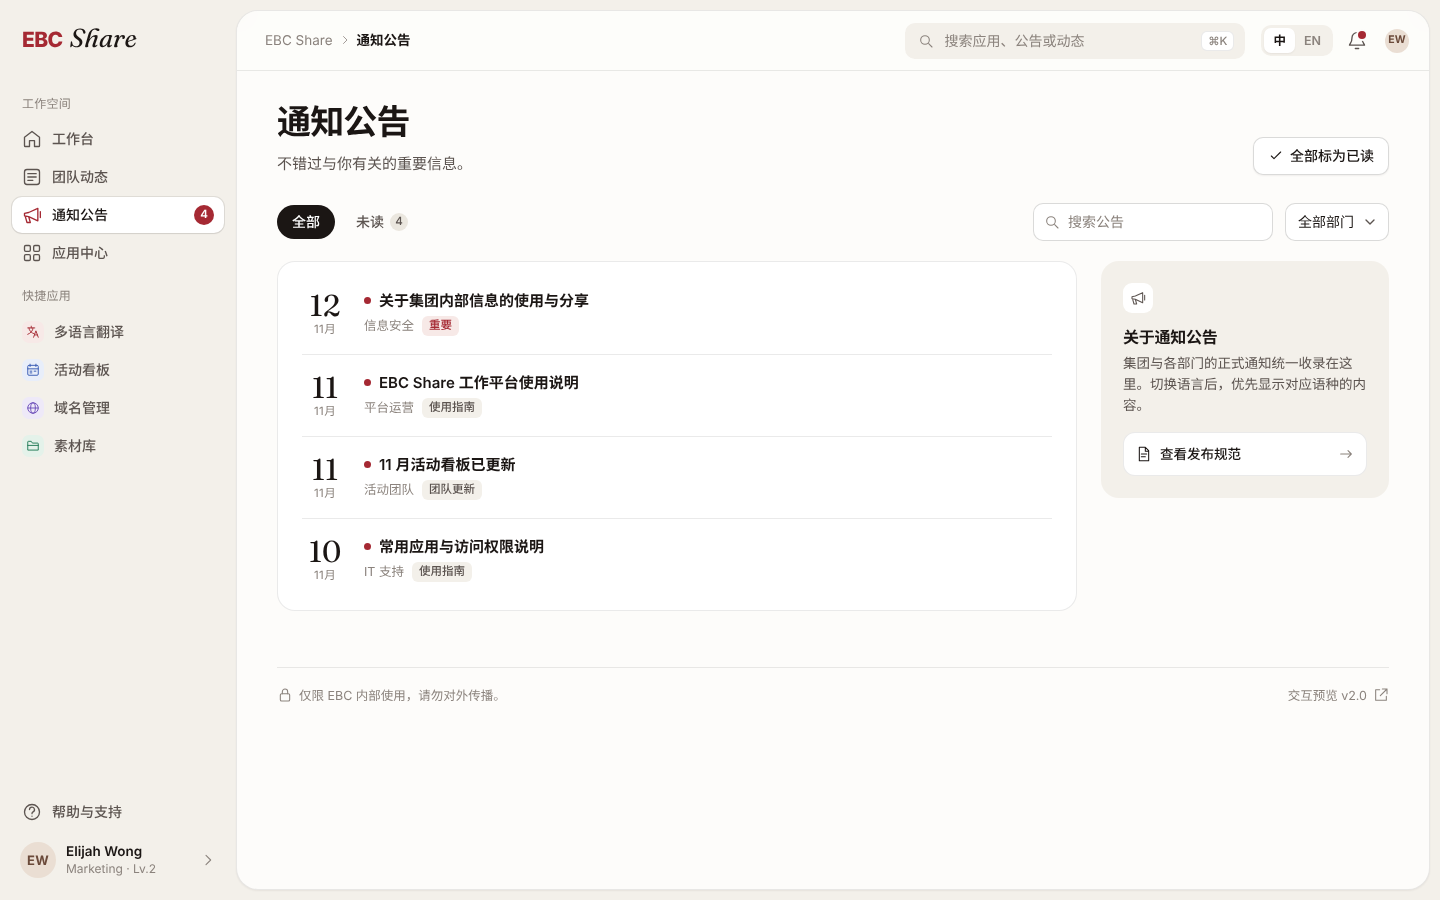 EBC Share
工作空间
工作台
团队动态
通知公告 4
应用中心
快捷应用
多语言翻译
活动看板
域名管理
素材库
帮助与支持
EW
Elijah Wong
Marketing · Lv.2
EBC Share 通知公告
搜索应用、公告或动态 ⌘K
中 EN
EW
通知公告
不错过与你有关的重要信息。
全部标为已读
全部 未读 4
搜索公告
全部部门
12 关于集团内部信息的使用与分享
11月 信息安全 重要
11 EBC Share 工作平台使用说明
11月 平台运营 使用指南
11 11 月活动看板已更新
11月 活动团队 团队更新
10 常用应用与访问权限说明
11月 IT 支持 使用指南
关于通知公告
集团与各部门的正式通知统一收录在这
里。切换语言后，优先显示对应语种的内
容。
查看发布规范
仅限 EBC 内部使用，请勿对外传播。
交互预览 v2.0